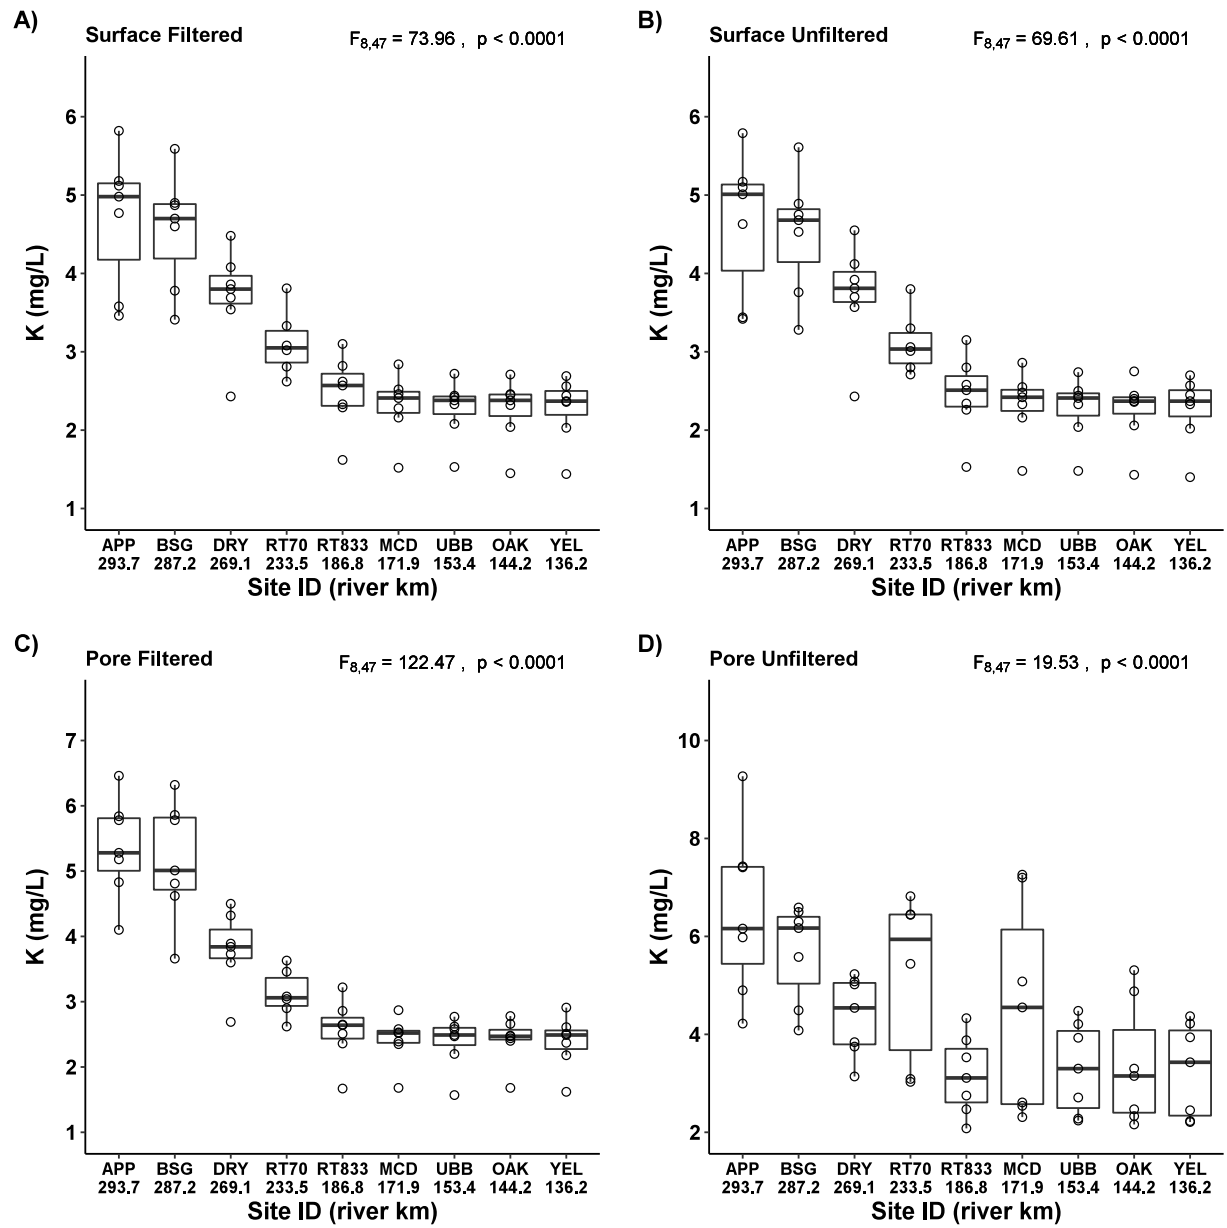 A)
Surface Filtered
F8,47 = 73.96 , p < 0.0001
K (mg/L)
6
5
4
3
2
1
APP BSG DRY RT70 RT833 MCD UBB OAK YEL
293.7 287.2 269.1 233.5 186.8 171.9 153.4 144.2 136.2
Site ID (river km)
B)
Surface Unfiltered
F8,47 = 69.61 , p < 0.0001
K (mg/L)
6
5
4
3
2
1
APP BSG DRY RT70 RT833 MCD UBB OAK YEL
293.7 287.2 269.1 233.5 186.8 171.9 153.4 144.2 136.2
Site ID (river km)
C)
Pore Filtered
F8,47 = 122.47 , p < 0.0001
K (mg/L)
7
6
5
4
3
2
1
APP BSG DRY RT70 RT833 MCD UBB OAK YEL
293.7 287.2 269.1 233.5 186.8 171.9 153.4 144.2 136.2
Site ID (river km)
D)
Pore Unfiltered
F8,47 = 19.53 , p < 0.0001
K (mg/L)
10
8
6
4
2
APP BSG DRY RT70 RT833 MCD UBB OAK YEL
293.7 287.2 269.1 233.5 186.8 171.9 153.4 144.2 136.2
Site ID (river km)